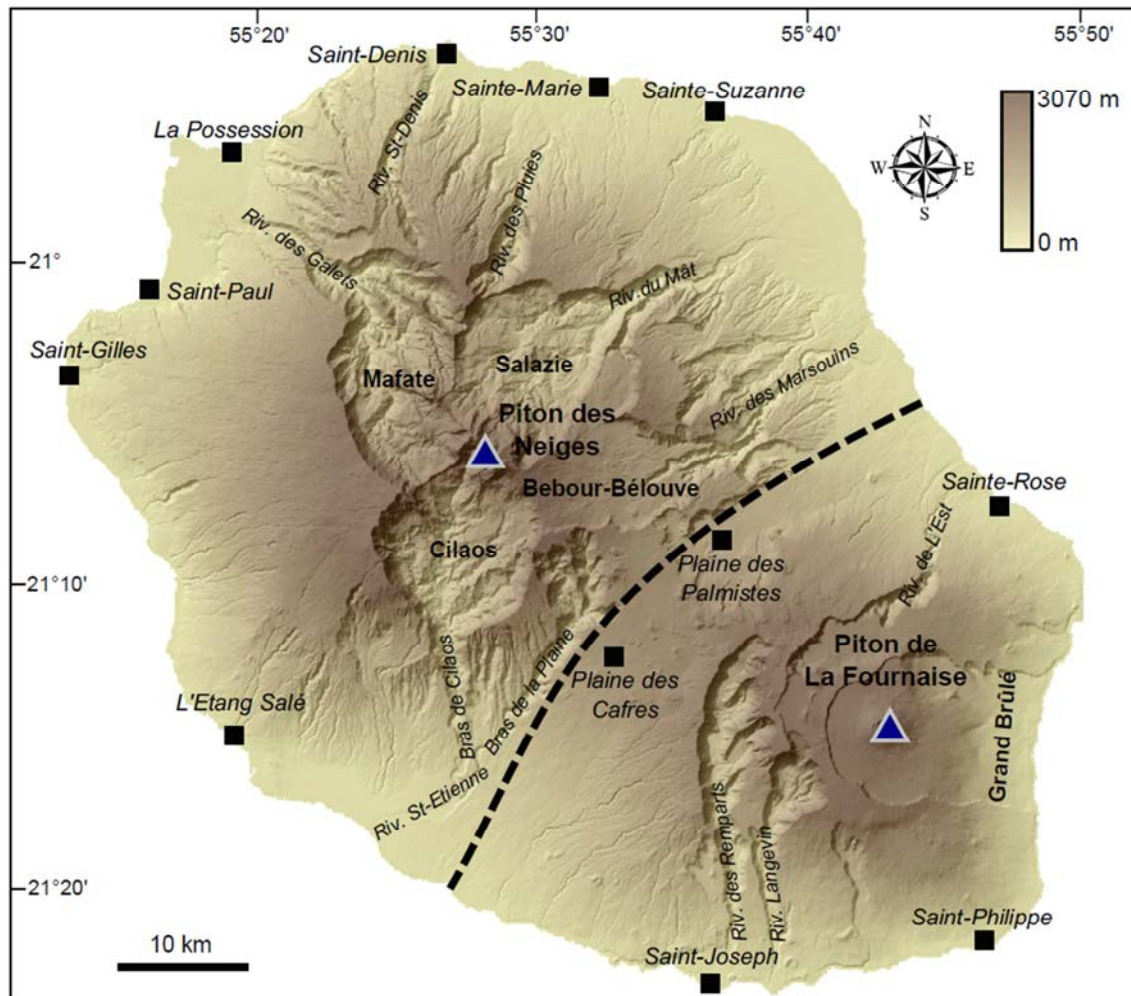 55°20'
55°30'
55°40'
55°50'
Saint-Denis
Sainte-Marie
Sainte-Suzanne
3070 m
La Possession
Riv. St-Denis
N
W
E
S
Riv. des Pluies
Riv. des Galets
0 m
21°
Riv.du Mât
Saint-Paul
Saint-Gilles
Salazie
Mafate
Riv. des Marsouins
Piton des
Neiges
Bebour-Bélouve
Sainte-Rose
Cilaos
Riv. de L'Est
21°10'
Plaine des
Palmistes
Piton de
La Fournaise
Plaine des
Cafres
L'Etang Salé
Bras de Cilaos
Bras de la Plaine
Grand Brûlé
Riv. St-Etienne
Riv. des Remparts
Riv. Langevin
21°20'
Saint-Philippe
10 km
Saint-Joseph